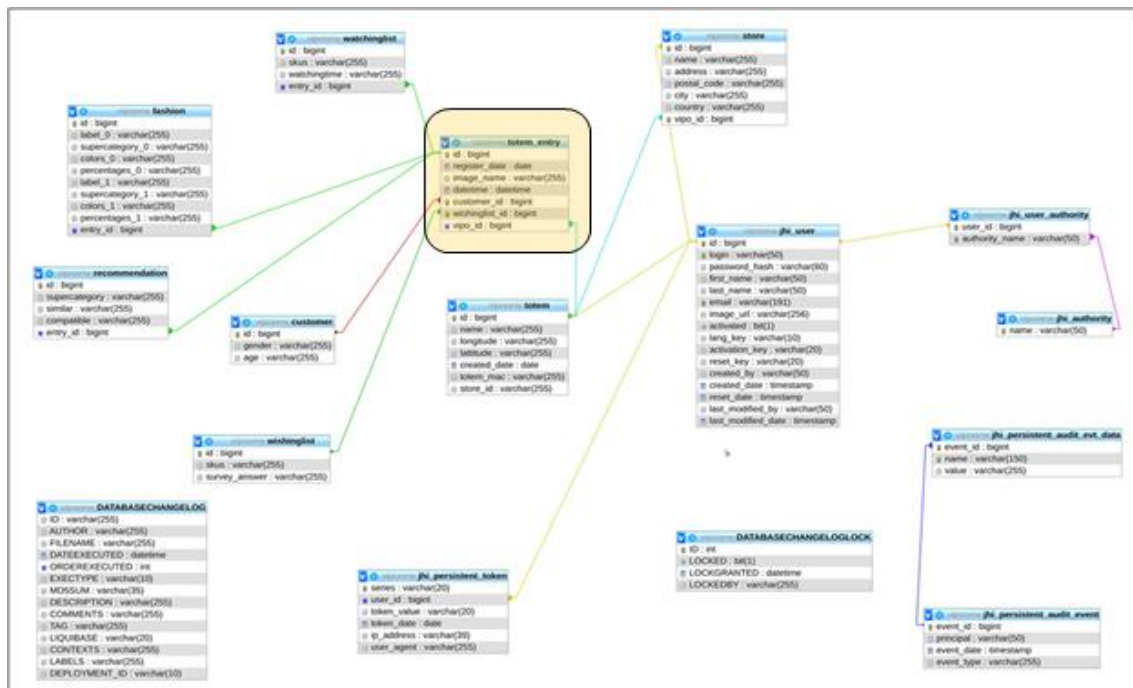 watchinglist
id : bigint
skus : varchar(255)
watchingtime : varchar(255)
entry_id : bigint
store
id : bigint
name : varchar(255)
address : varchar(255)
postal_code : varchar(255)
city : varchar(255)
country : varchar(255)
vipo_id : bigint
fashion
id : bigint
label_0 : varchar(255)
supercategory_0 : varchar(255)
colors_0 : varchar(255)
percentages_0 : varchar(255)
label_1 : varchar(255)
supercategory_1 : varchar(255)
colors_1 : varchar(255)
percentages_1 : varchar(255)
entry_id : bigint
totem_entry
id : bigint
register_date : date
image_name : varchar(255)
datetime : datetime
customer_id : bigint
wishinglist_id : bigint
vipo_id : bigint
jhi_user
id : bigint
login : varchar(50)
password_hash : varchar(60)
first_name : varchar(50)
last_name : varchar(50)
email : varchar(191)
image_url : varchar(256)
activated : bit(1)
lang_key : varchar(10)
activation_key : varchar(20)
reset_key : varchar(20)
created_by : varchar(50)
created_date : timestamp
reset_date : timestamp
last_modified_by : varchar(50)
last_modified_date : timestamp
jhi_user_authority
user_id : bigint
authority_name : varchar(50)
recommendation
id : bigint
supercategory : varchar(255)
similar : varchar(255)
compatible : varchar(255)
entry_id : bigint
customer
id : bigint
gender : varchar(255)
age : varchar(255)
totem
id : bigint
name : varchar(255)
longitude : varchar(255)
latitude : varchar(255)
created_date : date
totem_mac : varchar(255)
store_id : varchar(255)
jhi_authority
name : varchar(50)
wishinglist
id : bigint
skus : varchar(255)
survey_answer : varchar(255)
jhi_persistent_audit_evt_data
event_id : bigint
name : varchar(150)
value : varchar(255)
DATABASECHANGELOG
ID : varchar(255)
AUTHOR : varchar(255)
FILENAME : varchar(255)
DATEEXECUTED : datetime
ORDEREXECUTED : int
EXECTYPE : varchar(10)
MD5SUM : varchar(35)
DESCRIPTION : varchar(255)
COMMENTS : varchar(255)
TAG : varchar(255)
LIQUIBASE : varchar(20)
CONTEXTS : varchar(255)
LABELS : varchar(255)
DEPLOYMENT_ID : varchar(10)
jhi_persistent_token
series : varchar(20)
user_id : bigint
token_value : varchar(20)
token_date : date
ip_address : varchar(39)
user_agent : varchar(255)
DATABASECHANGELOGLOCK
ID : int
LOCKED : bit(1)
LOCKGRANTED : datetime
LOCKEDBY : varchar(255)
jhi_persistent_audit_event
event_id : bigint
principal : varchar(50)
event_date : timestamp
event_type : varchar(255)